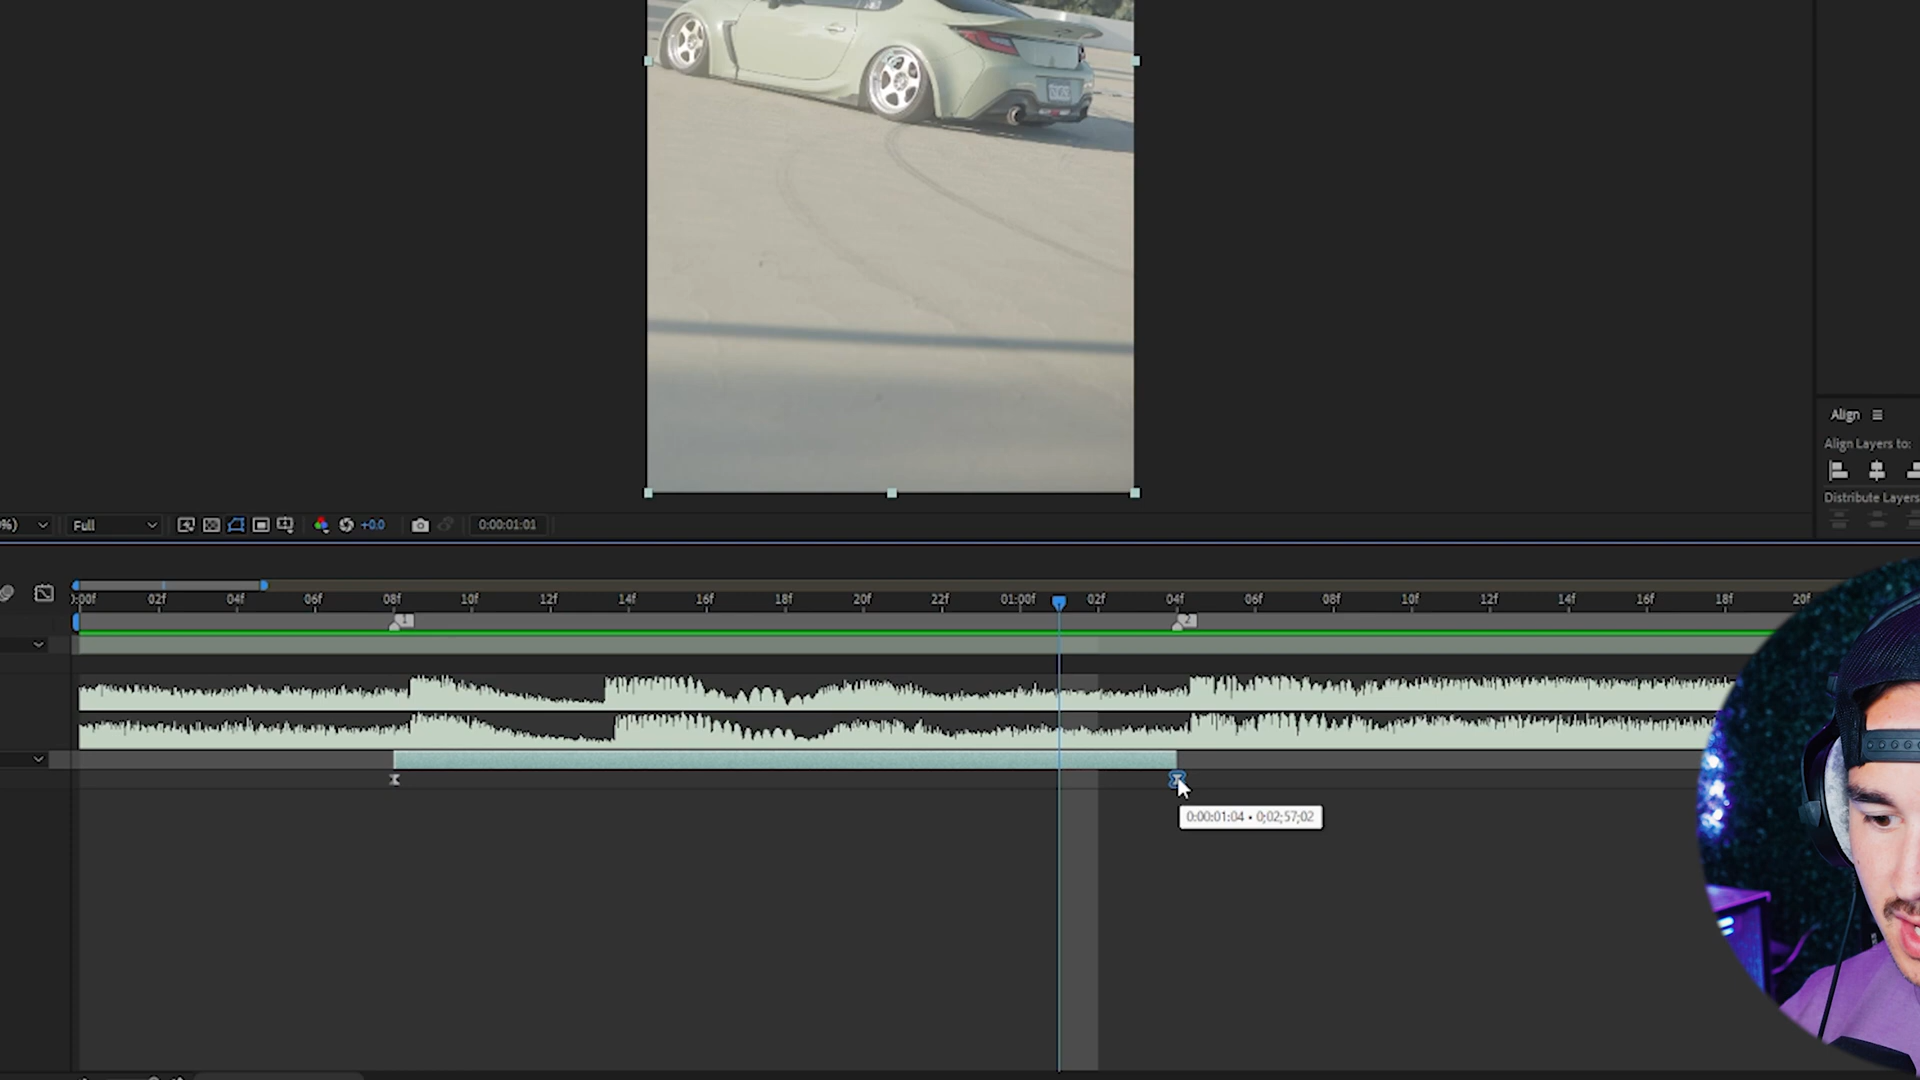 Align
Align Layers to:
Distribute Layers
%)
Full
+0.0
0:00:01:01
):00f 02f 04f 06f 08f 10f 12f 14f 16f 18f 20f 22f 01:00f 02f 04f 06f 08f 10f 12f 14f 16f 18f 20f
1
2
0:00:01:04 • 0;02;57;02